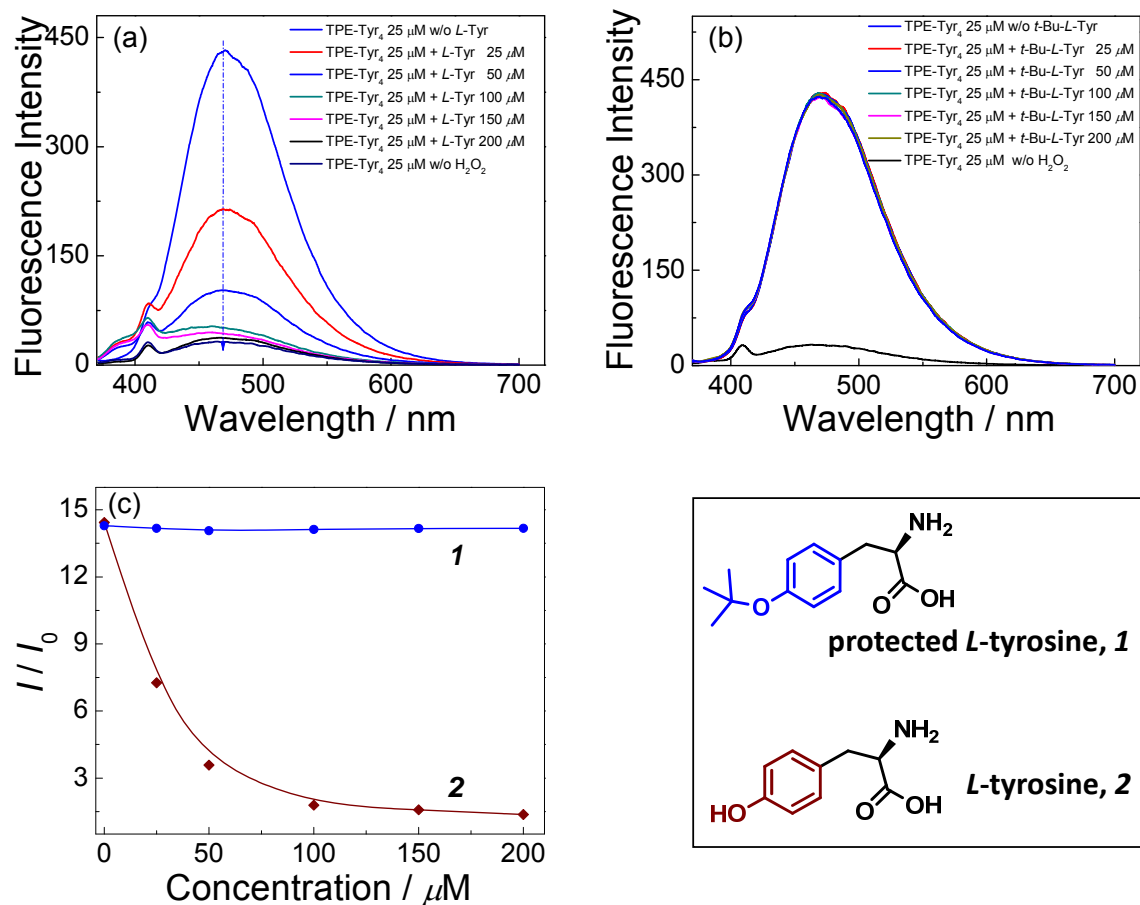 (a)
TPE-Tyr4 25 μM w/o L-Tyr
TPE-Tyr4 25 μM + L-Tyr 25 μM
TPE-Tyr4 25 μM + L-Tyr 50 μM
TPE-Tyr4 25 μM + L-Tyr 100 μM
TPE-Tyr4 25 μM + L-Tyr 150 μM
TPE-Tyr4 25 μM + L-Tyr 200 μM
TPE-Tyr4 25 μM w/o H2O2
Fluorescence Intensity
450
300
150
0
400 500 600 700
Wavelength / nm
(b)
TPE-Tyr4 25 μM w/o t-Bu-L-Tyr
TPE-Tyr4 25 μM + t-Bu-L-Tyr 25 μM
TPE-Tyr4 25 μM + t-Bu-L-Tyr 50 μM
TPE-Tyr4 25 μM + t-Bu-L-Tyr 100 μM
TPE-Tyr4 25 μM + t-Bu-L-Tyr 150 μM
TPE-Tyr4 25 μM + t-Bu-L-Tyr 200 μM
TPE-Tyr4 25 μM w/o H2O2
Fluorescence Intensity
450
300
150
0
400 500 600 700
Wavelength / nm
(c)
I / I0
15
12
9
6
3
1
2
0 50 100 150 200
Concentration / μM
NH2
O
O OH
protected L-tyrosine, 1
NH2
HO
O OH
L-tyrosine, 2